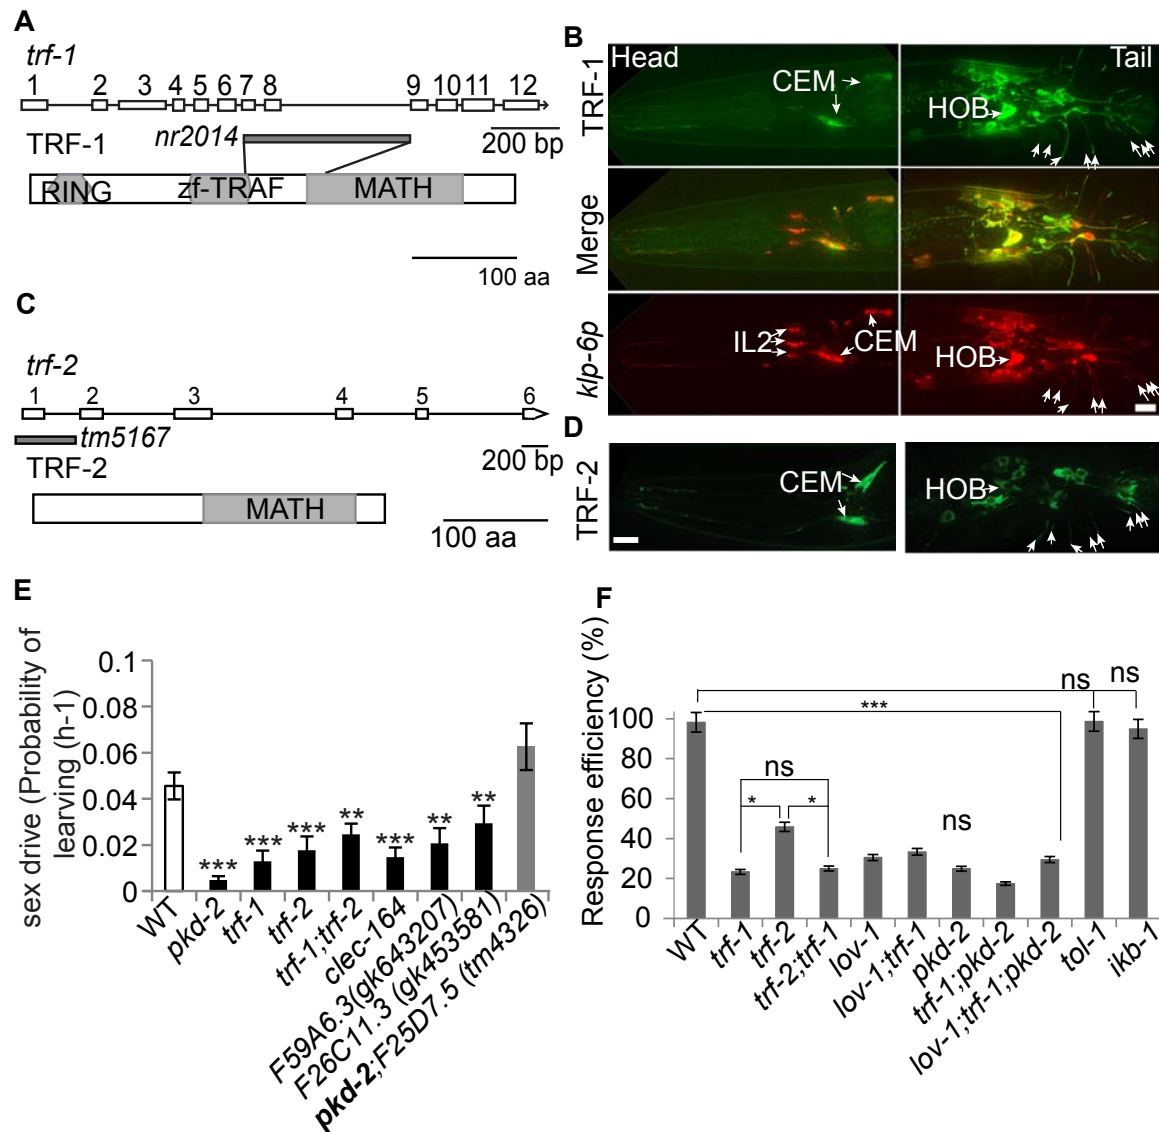 A
trf-1
1 2 3 4 5 6 7 8 9 10 11 12
nr2014
200 bp
TRF-1
RING zf-TRAF MATH
100 aa
B
Head
Tail
TRF-1
CEM
HOB
Merge
klp-6p
IL2
CEM
HOB
C
trf-2
1 2 3 4 5 6
tm5167
200 bp
TRF-2
MATH
100 aa
D
TRF-2
CEM
HOB
E
sex drive (Probability of
learving (h-1)
0.1
0.08
0.06
0.04
0.02
0
***
***
***
**
***
**
**
WT
pkd-2
trf-1
trf-2
trf-1;trf-2
clec-164
F59A6.3(gk643207)
F26C11.3 (gk453581)
pkd-2;F25D7.5 (tm4326)
F
Response efficiency (%)
100
80
60
40
20
0
ns
ns
***
ns
*
*
ns
WT
trf-1
trf-2
trf-2;trf-1
lov-1
lov-1;trf-1
pkd-2
trf-1;pkd-2
lov-1;trf-1;pkd-2
tol-1
ikb-1